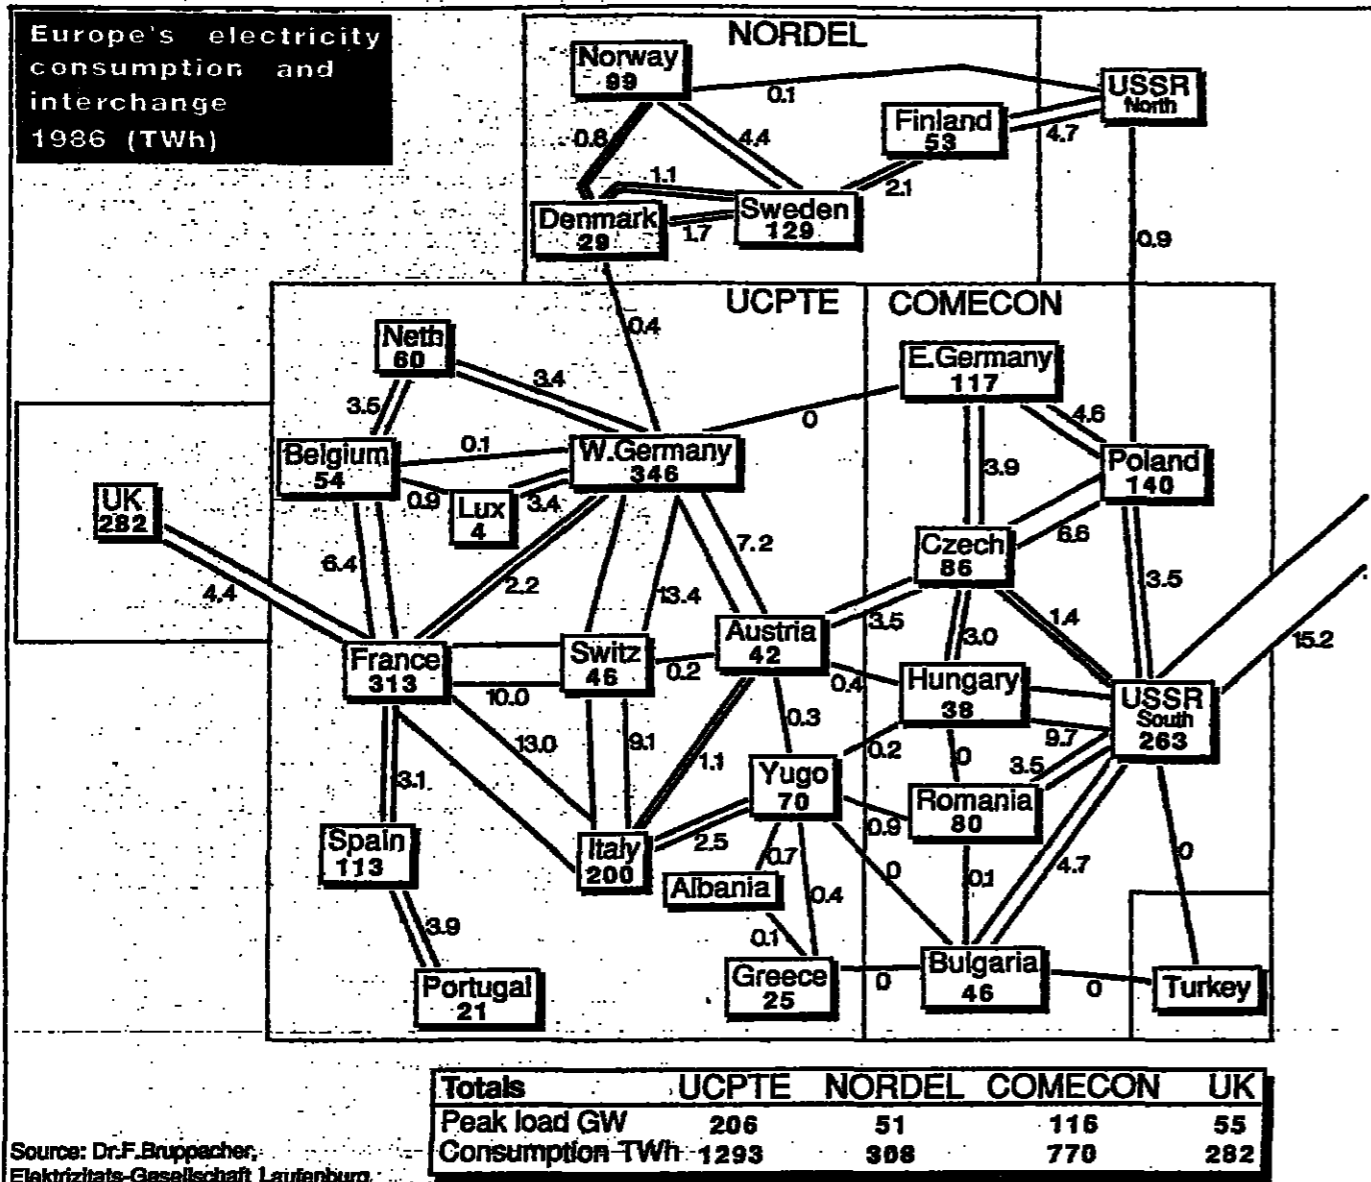 Europe's electricity
consumption and
interchange
1986 (TWh)
NORDEL
Norway
99
0.1
USSR
North
Finland
53
4.7
0.8
4.4
1.1
2.1
Denmark
29
1.7
Sweden
129
0.9
UCPTE
COMECON
0.4
Neth
60
3.4
E.Germany
117
3.5
0
4.6
Belgium
54
0.1
W.Germany
346
3.9
Poland
140
UK
282
0.9
Lux
4
3.4
7.2
Czech
86
6.6
6.4
2.2
13.4
3.5
4.4
3.5
3.0
1.4
15.2
France
313
Switz
46
0.2
Austria
42
0.4
Hungary
38
USSR
South
263
10.0
0.3
13.0
9.1
0.2
0
9.7
3.1
1.1
Yugo
70
3.5
Romania
80
0.9
Spain
113
Italy
200
2.5
0.7
0
0.1
4.7
0
Albania
0.4
3.9
0.1
Portugal
21
Greece
25
0
Bulgaria
46
0
Turkey
Totals UCPTE NORDEL COMECON UK
Peak load GW 206 51 116 55
Consumption TWh 1293 308 770 282
Source: Dr.F.Bruppacher,
Elektrizitats-Gesellschaft Laufenburg.